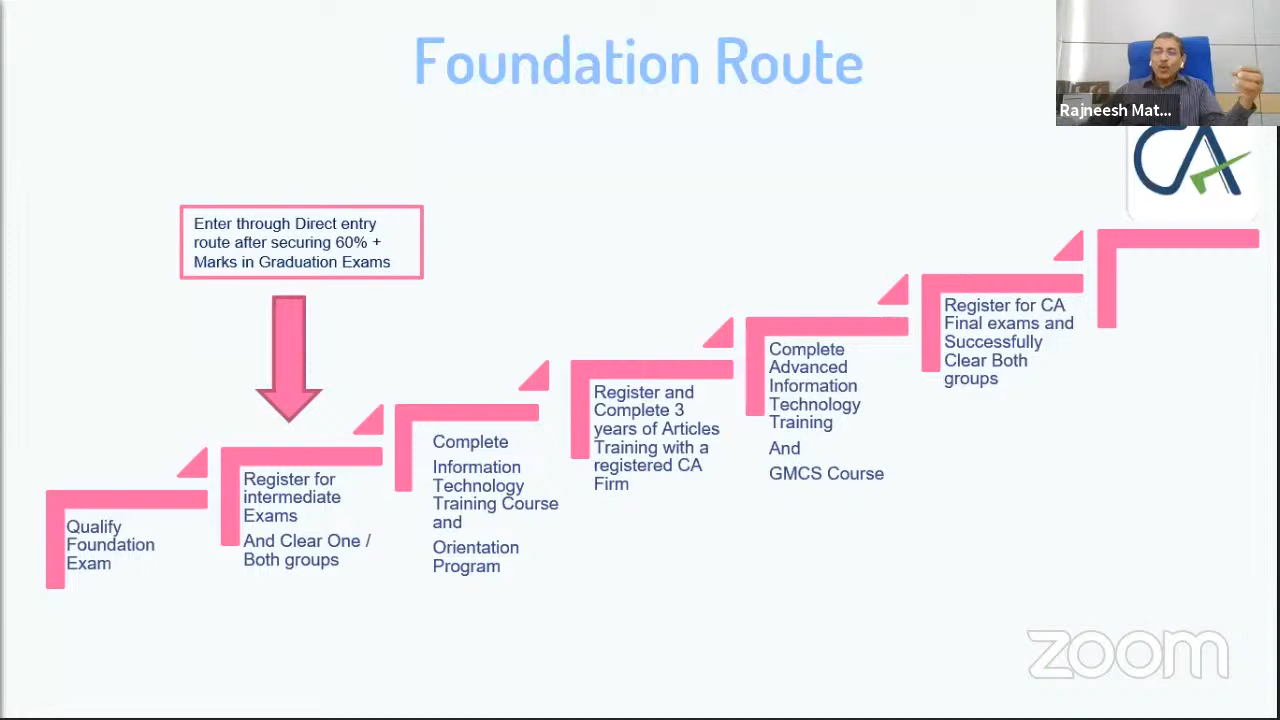 Foundation Route
Rajneesh Mat...
CA
Enter through Direct entry
route after securing 60% +
Marks in Graduation Exams
Qualify
Foundation
Exam
Register for
intermediate
Exams
And Clear One /
Both groups
Complete
Information
Technology
Training Course
and
Orientation
Program
Register and
Complete 3
years of Articles
Training with a
registered CA
Firm
Complete
Advanced
Information
Technology
Training
And
GMCS Course
Register for CA
Final exams and
Successfully
Clear Both
groups
zoom